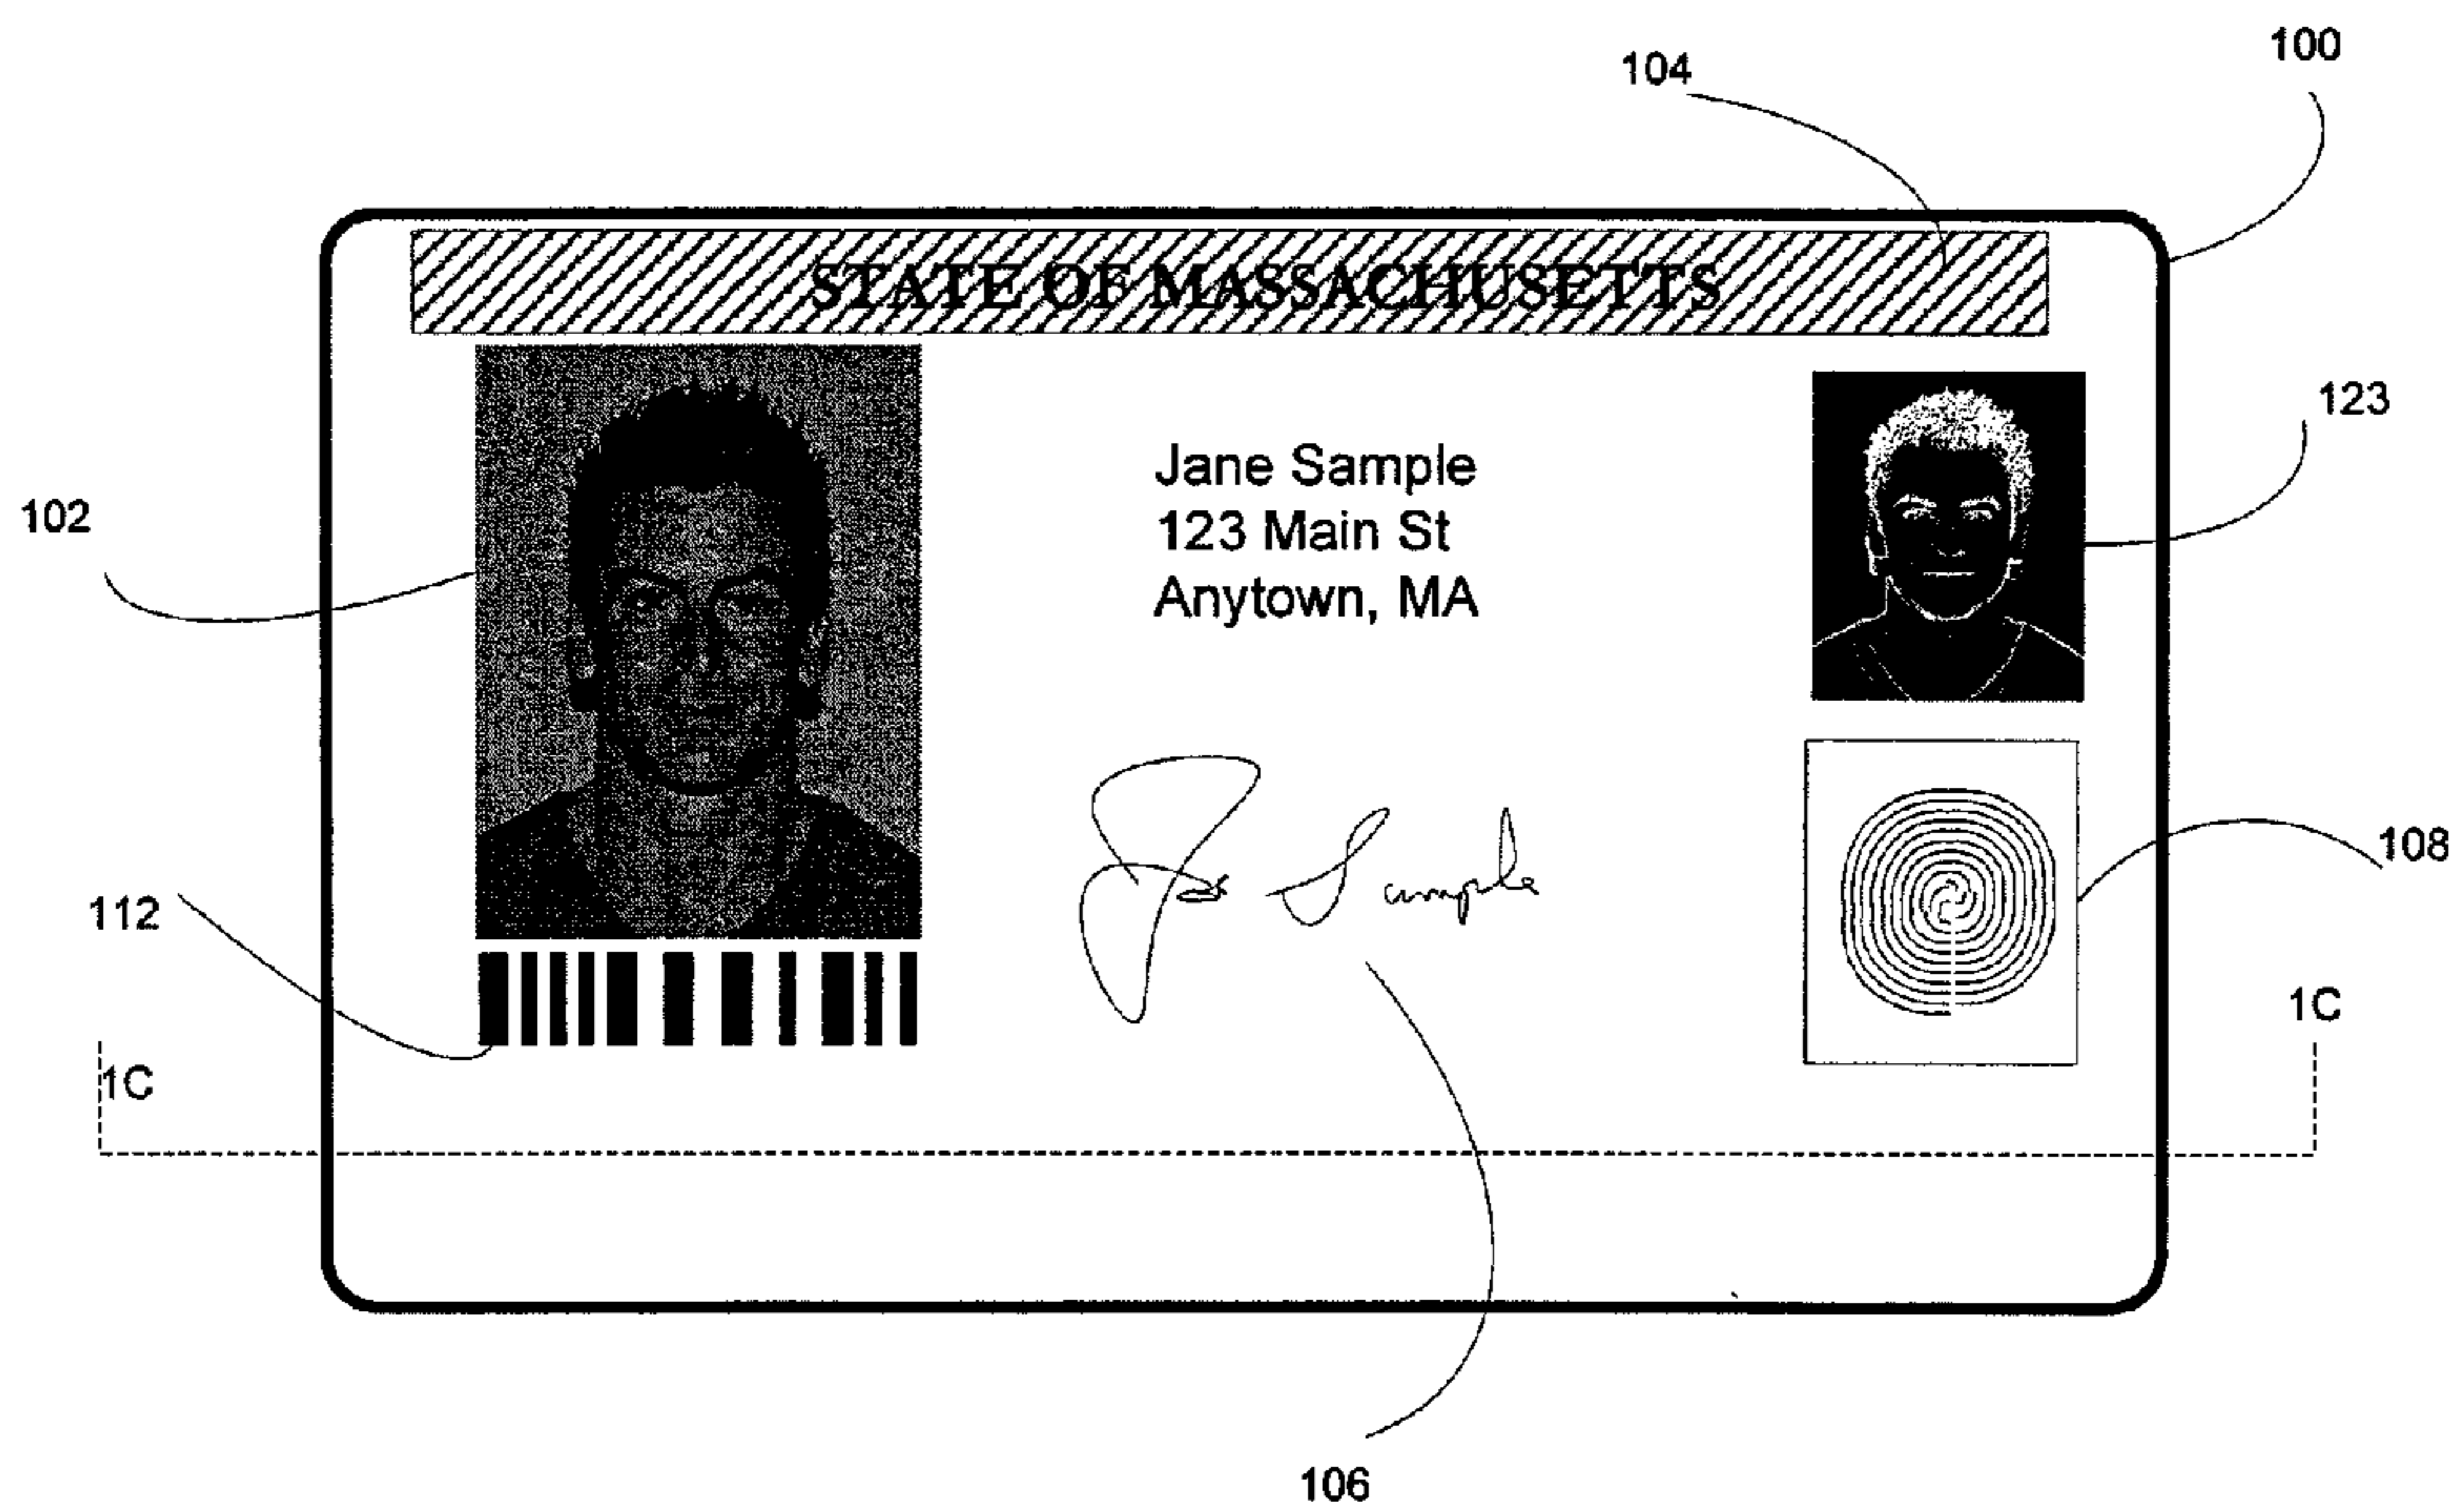 100
104
STATE OF MASSACHUSETTS
123
Jane Sample
123 Main St
Anytown, MA
102
108
112
Sample
1C
1C
106